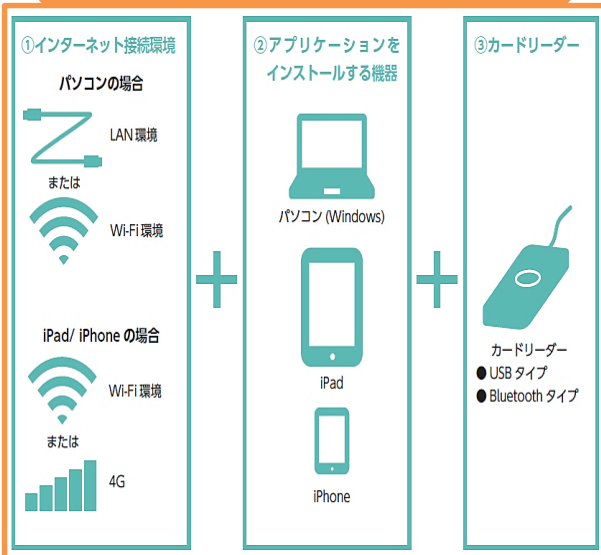 ①インターネット接続環境
パソコンの場合
LAN 環境
または
Wi-Fi 環境
iPad/ iPhone の場合
Wi-Fi 環境
または
4G
②アプリケーションを
インストールする機器
パソコン (Windows)
iPad
iPhone
③カードリーダー
カードリーダー
● USB タイプ
● Bluetooth タイプ